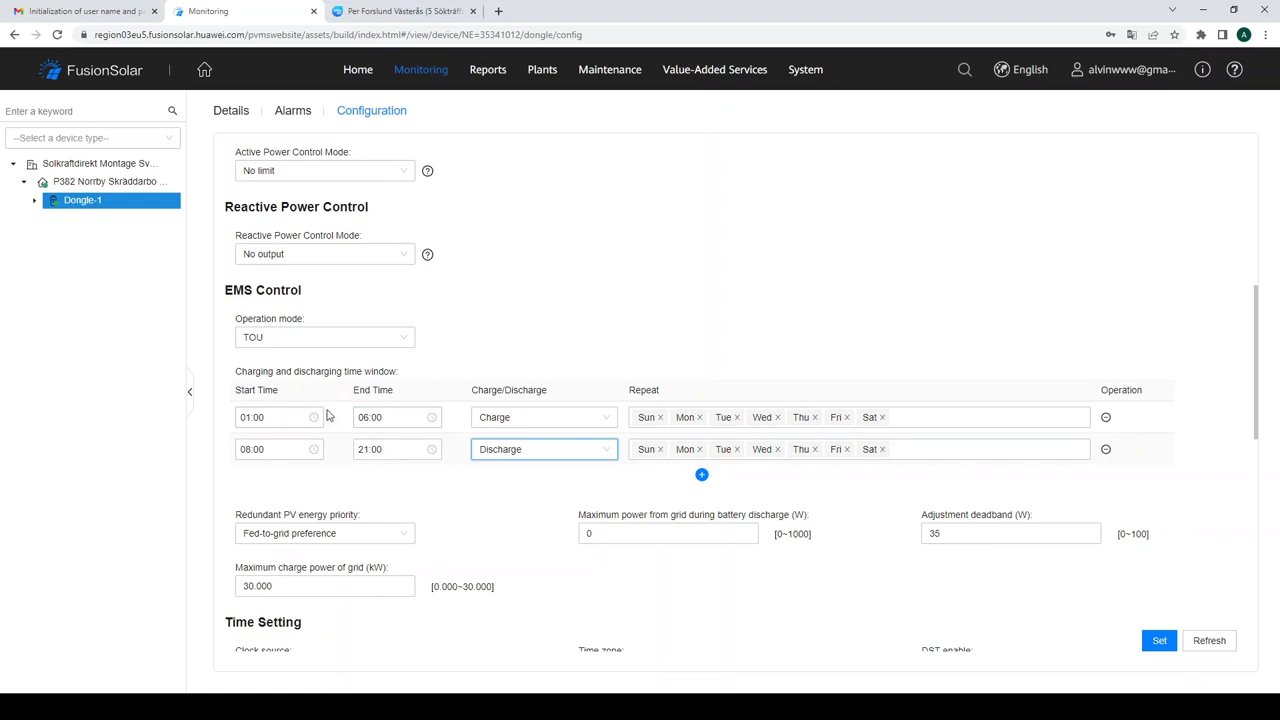 Initialization of user name and p
Monitoring
Per Forslund Västerås (5 Sökträff
region03eu5.fusionsolar.huawei.com/pvmswebsite/assets/build/index.html#/view/device/NE=35341012/dongle/config
A
FusionSolar
Home Monitoring Reports Plants Maintenance Value-Added Services System
English
alvinwww@gma...
Enter a keyword
Details Alarms Configuration
--Select a device type--
Solkraftdirekt Montage Sv...
P382 Norrby Skräddarbo ...
Dongle-1
Active Power Control Mode:
No limit
Reactive Power Control
Reactive Power Control Mode:
No output
EMS Control
Operation mode:
TOU
Charging and discharging time window:
Start Time End Time Charge/Discharge Repeat Operation
01:00 06:00 Charge Sun × Mon × Tue × Wed × Thu × Fri × Sat ×
08:00 21:00 Discharge Sun × Mon × Tue × Wed × Thu × Fri × Sat ×
Redundant PV energy priority: Maximum power from grid during battery discharge (W): Adjustment deadband (W):
Fed-to-grid preference 0 [0~1000] 35 [0~100]
Maximum charge power of grid (kW):
30.000 [0.000~30.000]
Time Setting
Set Refresh
Clock source: Time zone: DST enable: